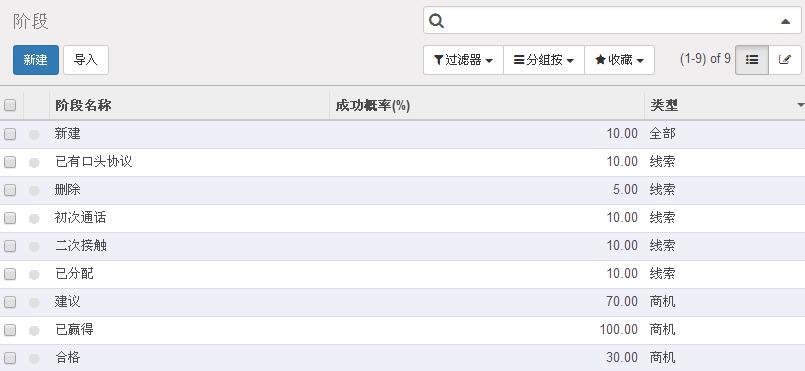 阶段
新建 导入 过滤器 分组按 收藏 (1-9) of 9
阶段名称 成功概率(%) 类型
新建 10.00 全部
已有口头协议 10.00 线索
删除 5.00 线索
初次通话 10.00 线索
二次接触 10.00 线索
已分配 10.00 线索
建议 70.00 商机
已赢得 100.00 商机
合格 30.00 商机